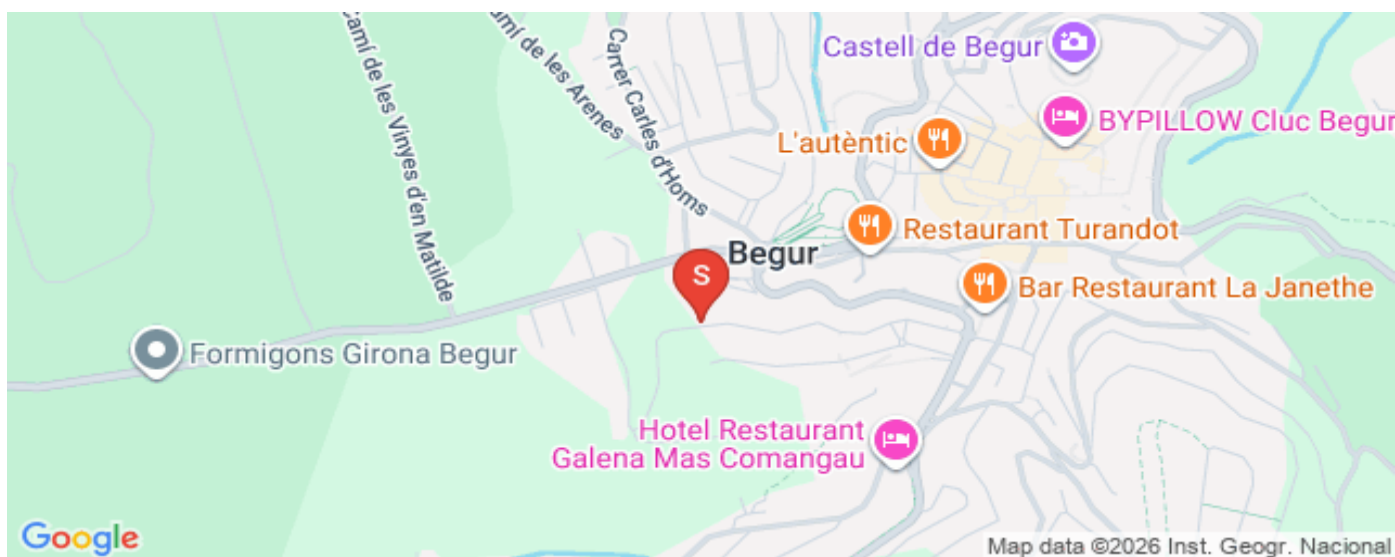 Camí de les Vinyes d'en Matilde
mí de les Arenes
Carrer Carles d'Homs
Castell de Begur
BYPILLOW Cluc Begur
L'autèntic
Restaurant Turandot
Begur
S
Bar Restaurant La Janethe
Formigons Girona Begur
Hotel Restaurant
Galena Mas Comangau
Google
Map data ©2026 Inst. Geogr. Nacional